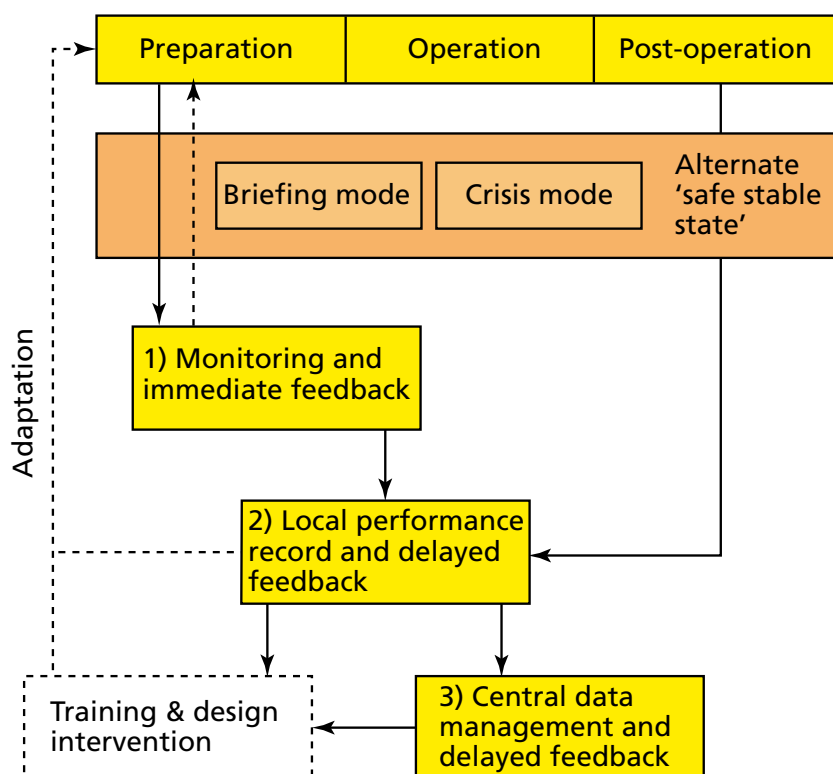 Preparation
Operation
Post-operation
Briefing mode
Crisis mode
Alternate
‘safe stable
state’
1) Monitoring and
immediate feedback
Adaptation
2) Local performance
record and delayed
feedback
Training & design
intervention
3) Central data
management and
delayed feedback